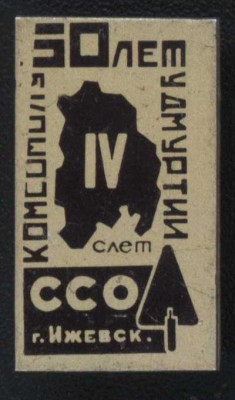 50 ЛЕТ
КОМСОМОЛУ
УДМУРТИИ
IV
слет
ССО
г. ИЖЕВСК.